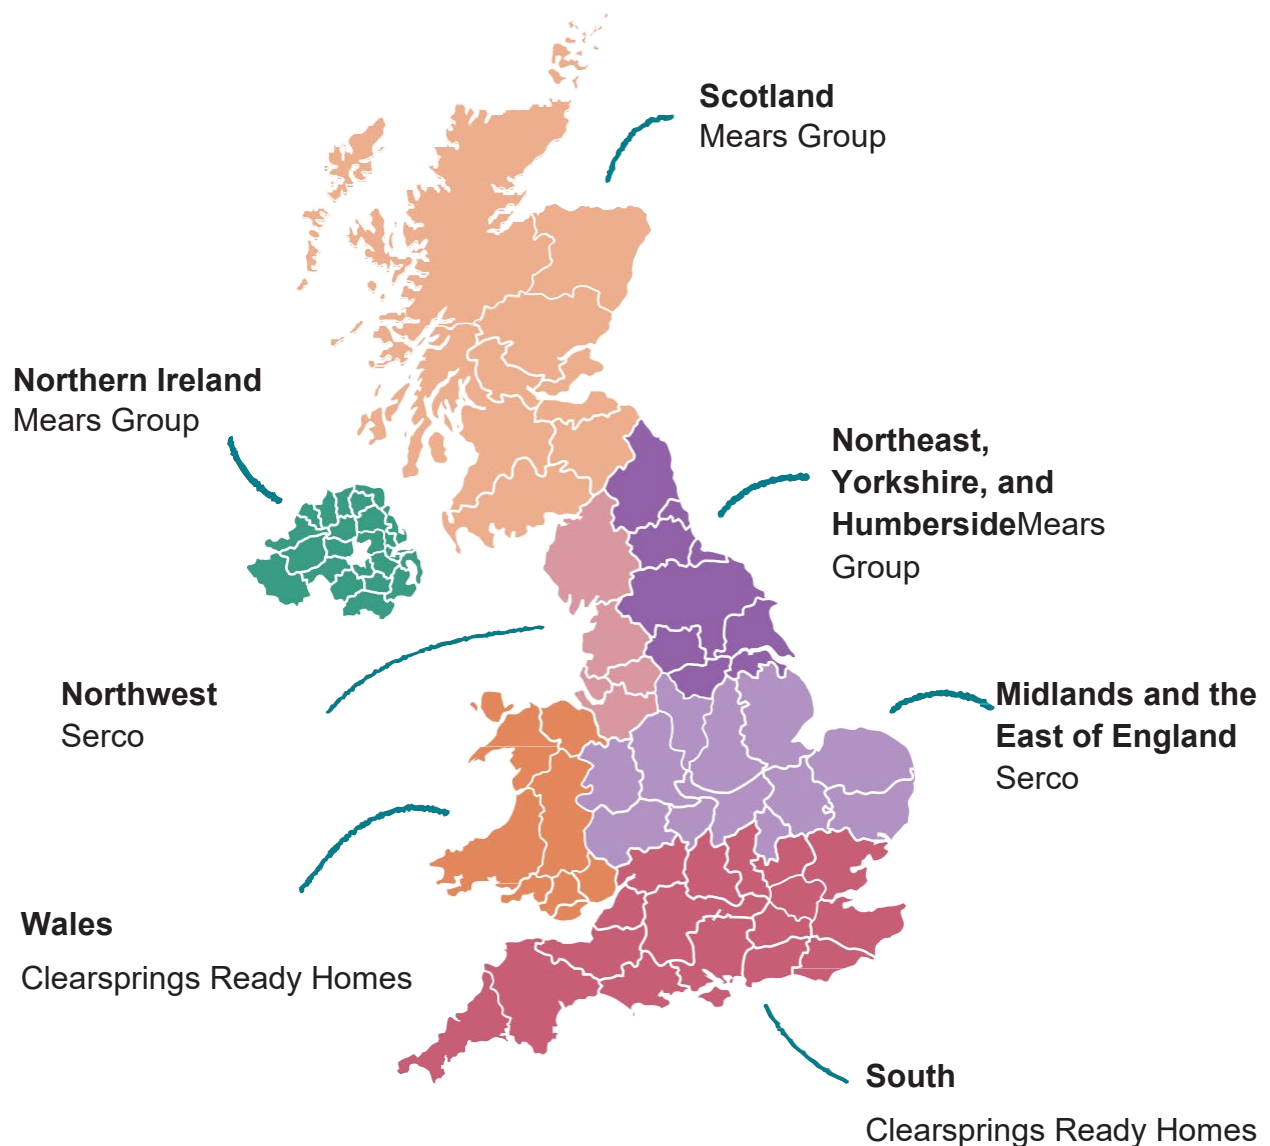 Scotland
Mears Group
Northern Ireland
Mears Group
Northeast,
Yorkshire, and
HumbersideMears
Group
Northwest
Serco
Midlands and the
East of England
Serco
Wales
Clearsprings Ready Homes
South
Clearsprings Ready Homes